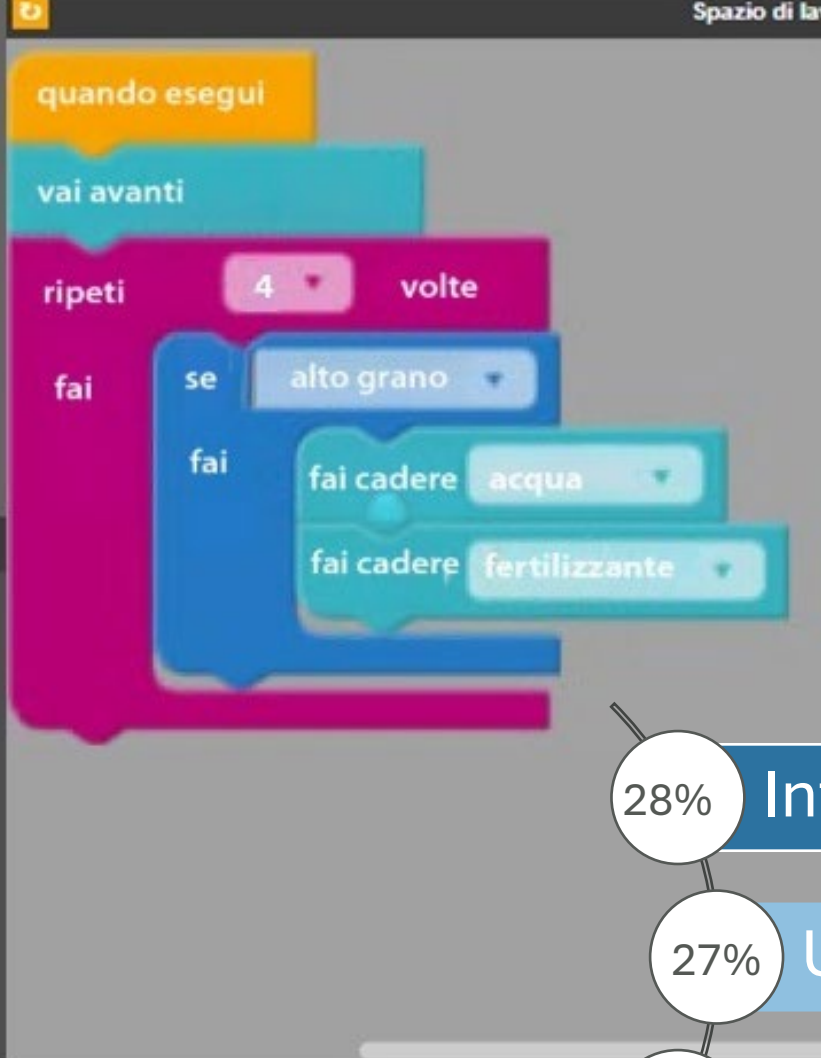 Spazio di la
quando esegui
vai avanti
ripeti 4 volte
fai se alto grano
fai fai cadere acqua
fai cadere fertilizzante
28% In
27% U